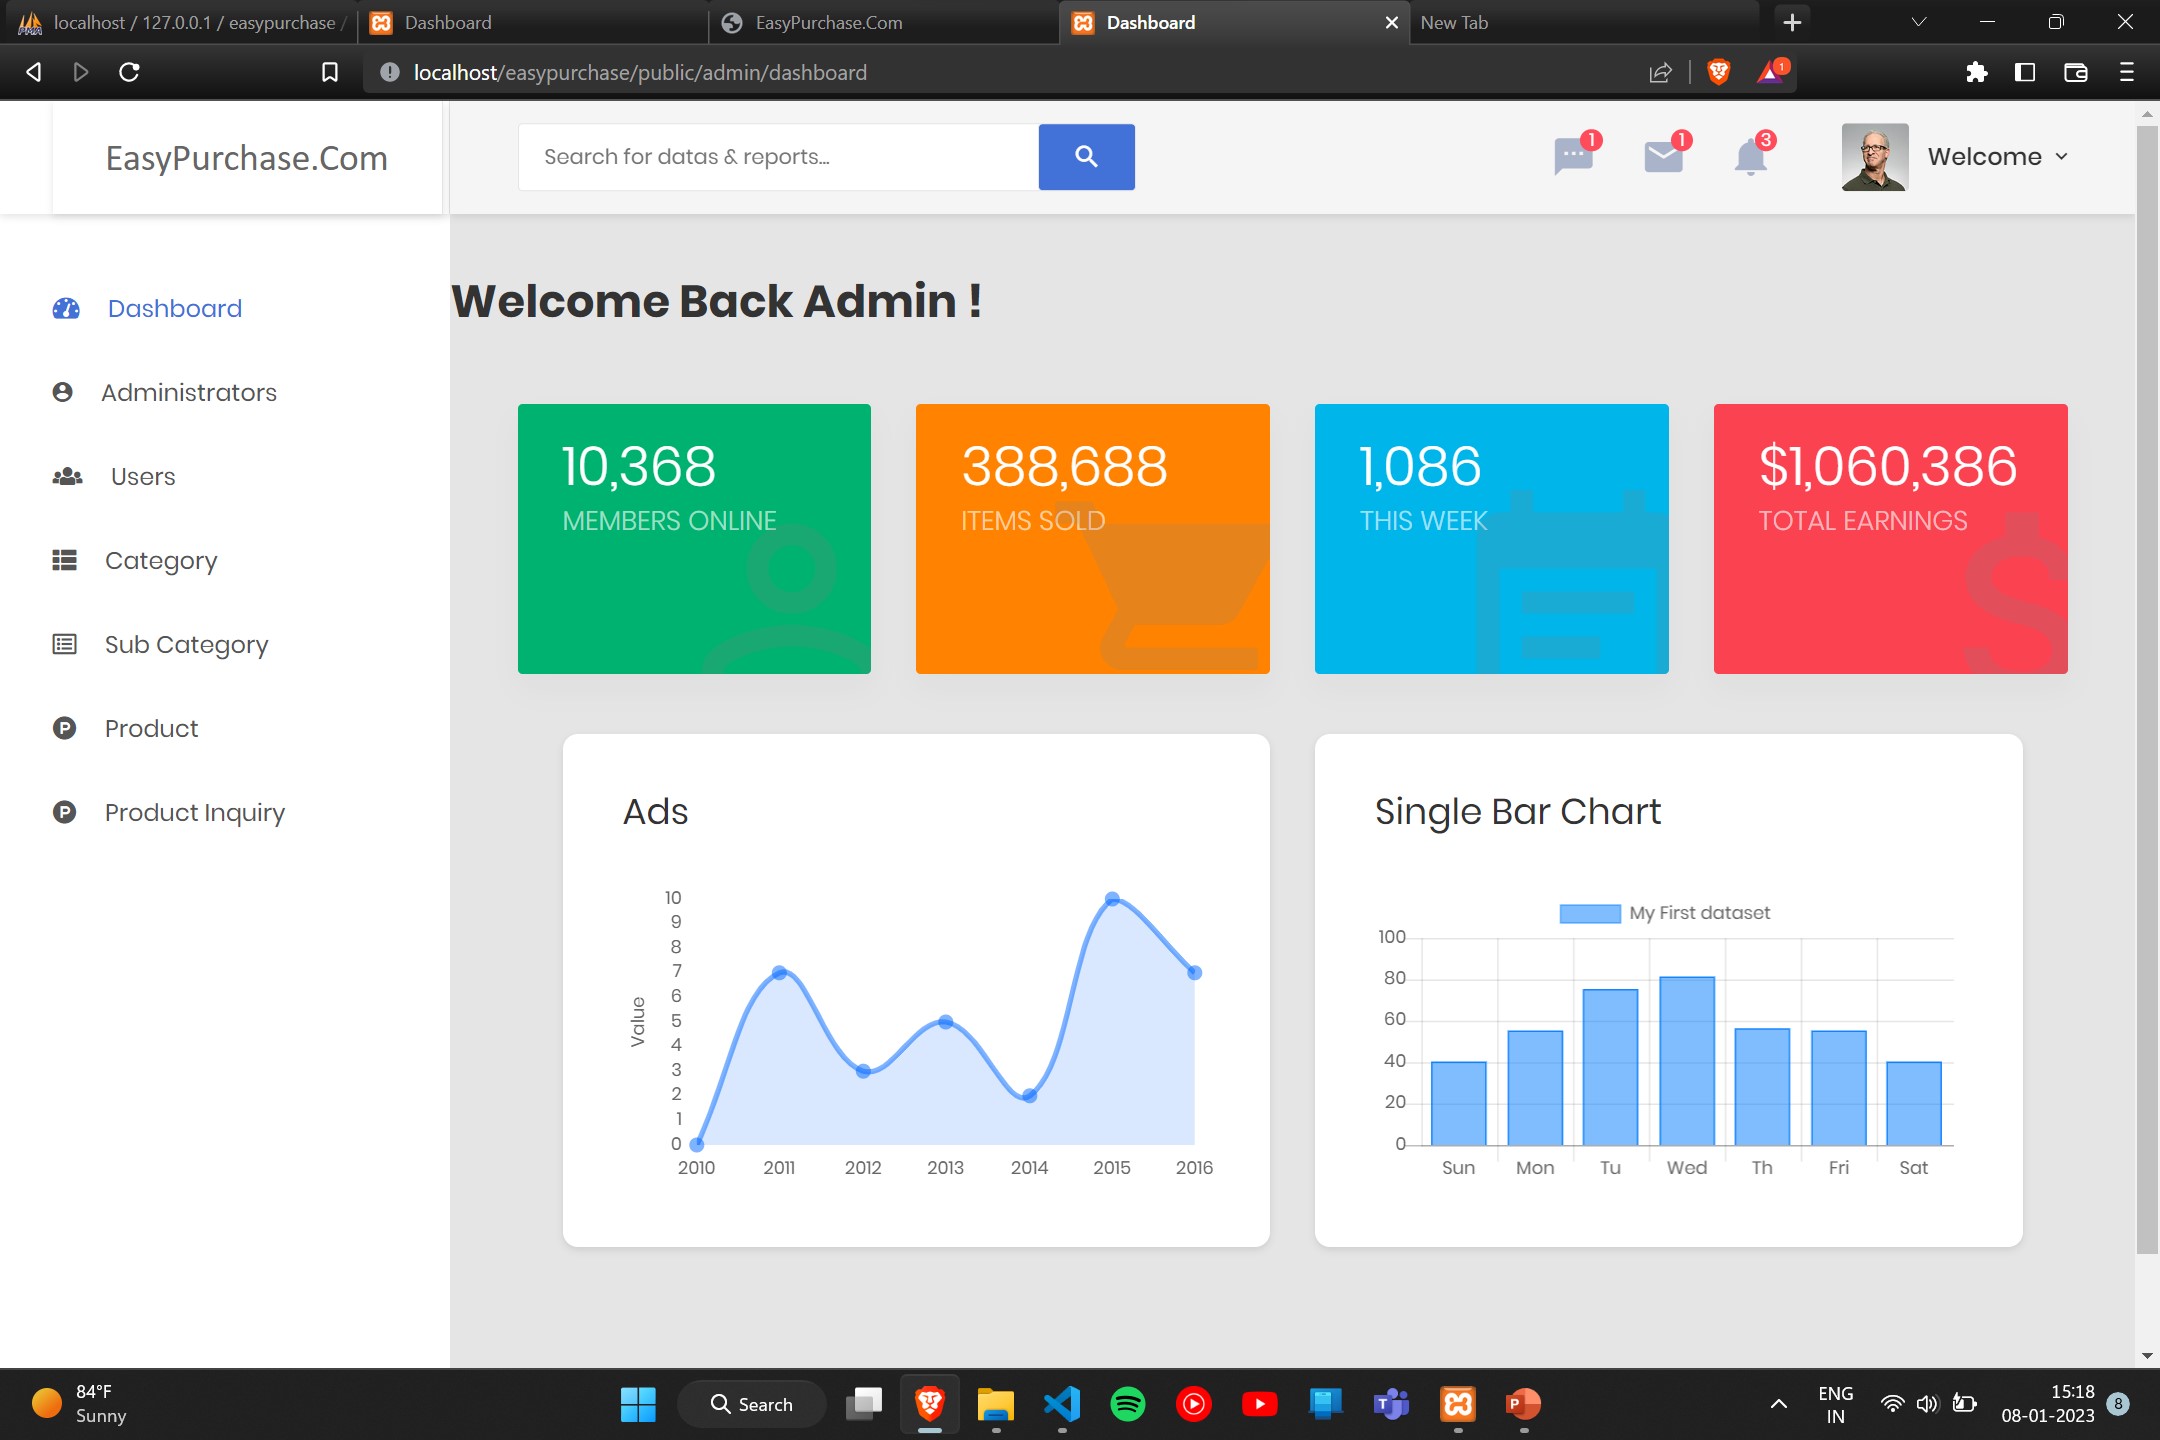 localhost / 127.0.0.1 / easypurchase /
Dashboard
EasyPurchase.Com
Dashboard
New Tab
localhost/easypurchase/public/admin/dashboard
1
EasyPurchase.Com
Search for datas & reports...
1
1
3
Welcome
Dashboard
Administrators
Users
Category
Sub Category
Product
Product Inquiry
Welcome Back Admin !
10,368
MEMBERS ONLINE
388,688
ITEMS SOLD
1,086
THIS WEEK
$1,060,386
TOTAL EARNINGS
Ads
Value
10
9
8
7
6
5
4
3
2
1
0
2010 2011 2012 2013 2014 2015 2016
Single Bar Chart
My First dataset
100
80
60
40
20
0
Sun Mon Tu Wed Th Fri Sat
84°F
Sunny
Search
ENG
IN
15:18
08-01-2023
8